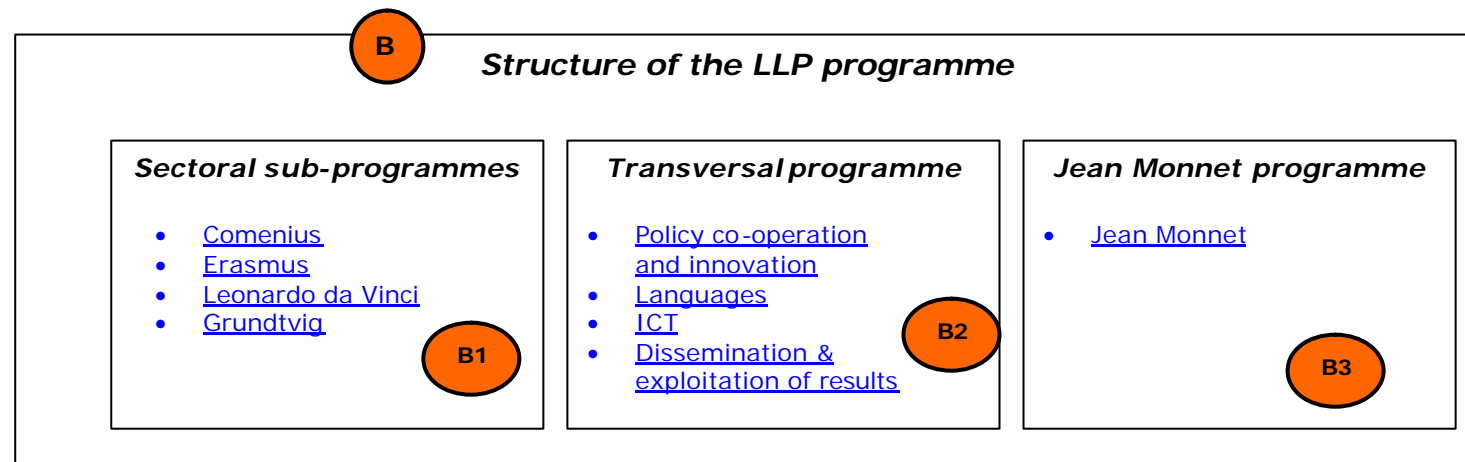 B
Structure of the LLP programme
Sectoral sub-programmes
• Comenius
• Erasmus
• Leonardo da Vinci
• Grundtvig
B1
Transversal programme
• Policy co-operation
and innovation
• Languages
• ICT
• Dissemination &
exploitation of results
B2
Jean Monnet programme
• Jean Monnet
B3